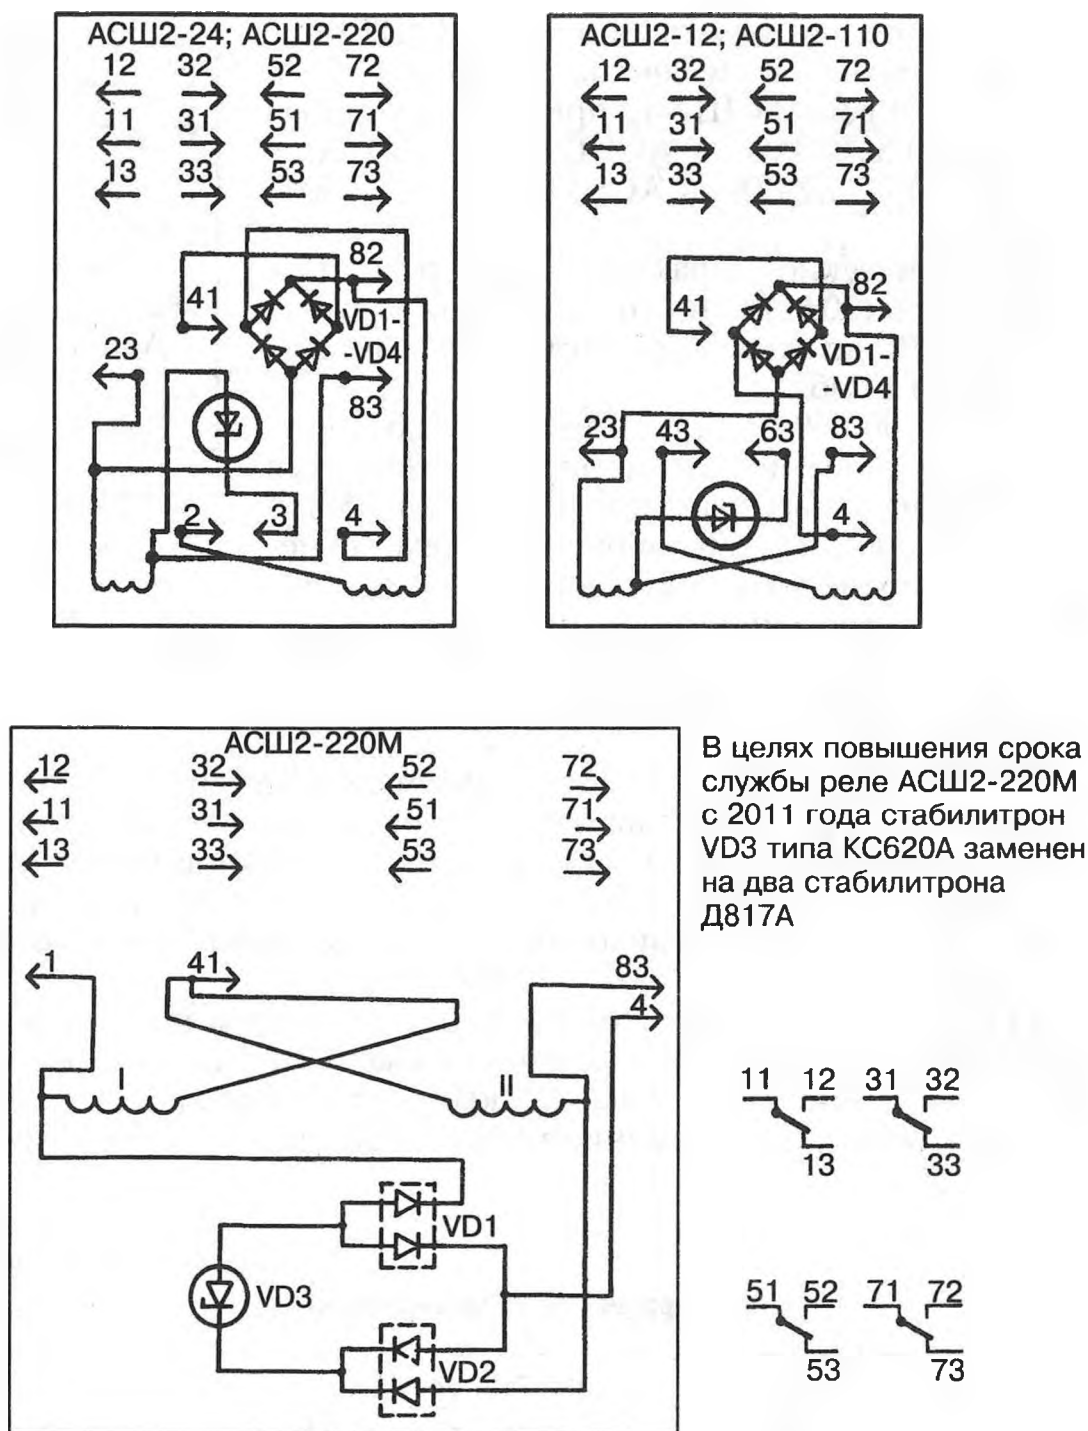 АСШ2-24; АСШ2-220
12 32 52 72
11 31 51 71
13 33 53 73
82
41
VD1-
-VD4
23
83
2 3 4
АСШ2-12; АСШ2-110
12 32 52 72
11 31 51 71
13 33 53 73
82
41
VD1-
-VD4
23 43 63 83
4
АСШ2-220М
12 32 52 72
11 31 51 71
13 33 53 73
1 41 83
4
I II
VD1
VD3
VD2
В целях повышения срока
службы реле АСШ2-220М
с 2011 года стабилитрон
VD3 типа КС620А заменен
на два стабилитрона
Д817А
11 12 31 32
13 33
51 52 71 72
53 73